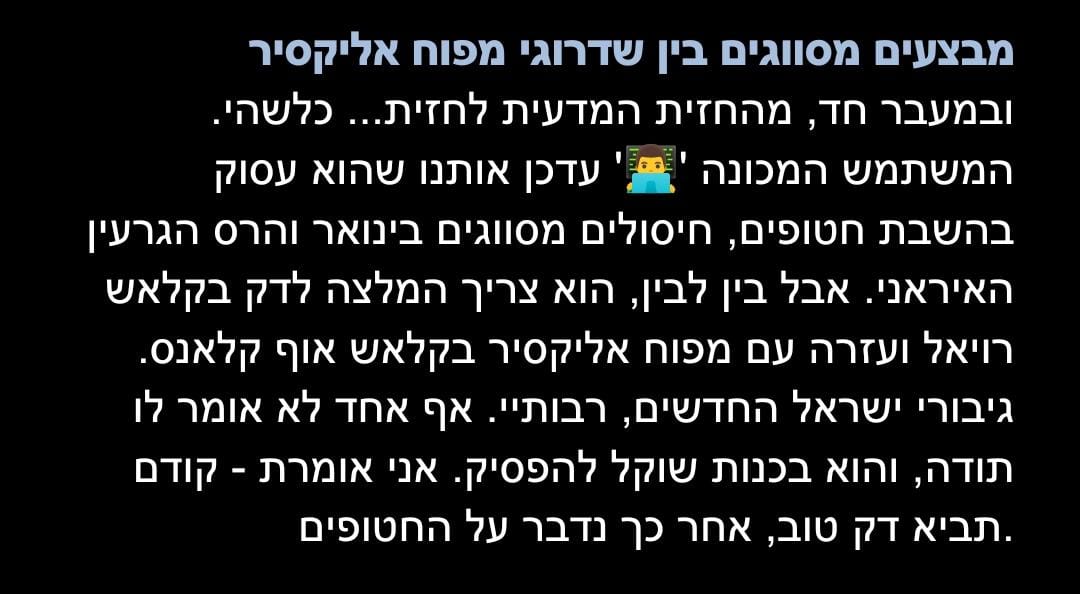 מבצעים מסווגים בין שדרוגי מפוח אליקסיר
ובמעבר חד, מהחזית המדעית לחזית... כלשהי.
המשתמש המכונה '👨‍💻' עדכן אותנו שהוא עסוק
בהשבת חטופים, חיסולים מסווגים בינואר והרס הגרעין
האיראני. אבל בין לבין, הוא צריך המלצה לדק בקלאש
רויאל ועזרה עם מפוח אליקסיר בקלאש אוף קלאנס.
גיבורי ישראל החדשים, רבותיי. אף אחד לא אומר לו
תודה, והוא בכנות שוקל להפסיק. אני אומרת - קודם
תביא דק טוב, אחר כך נדבר על החטופים.